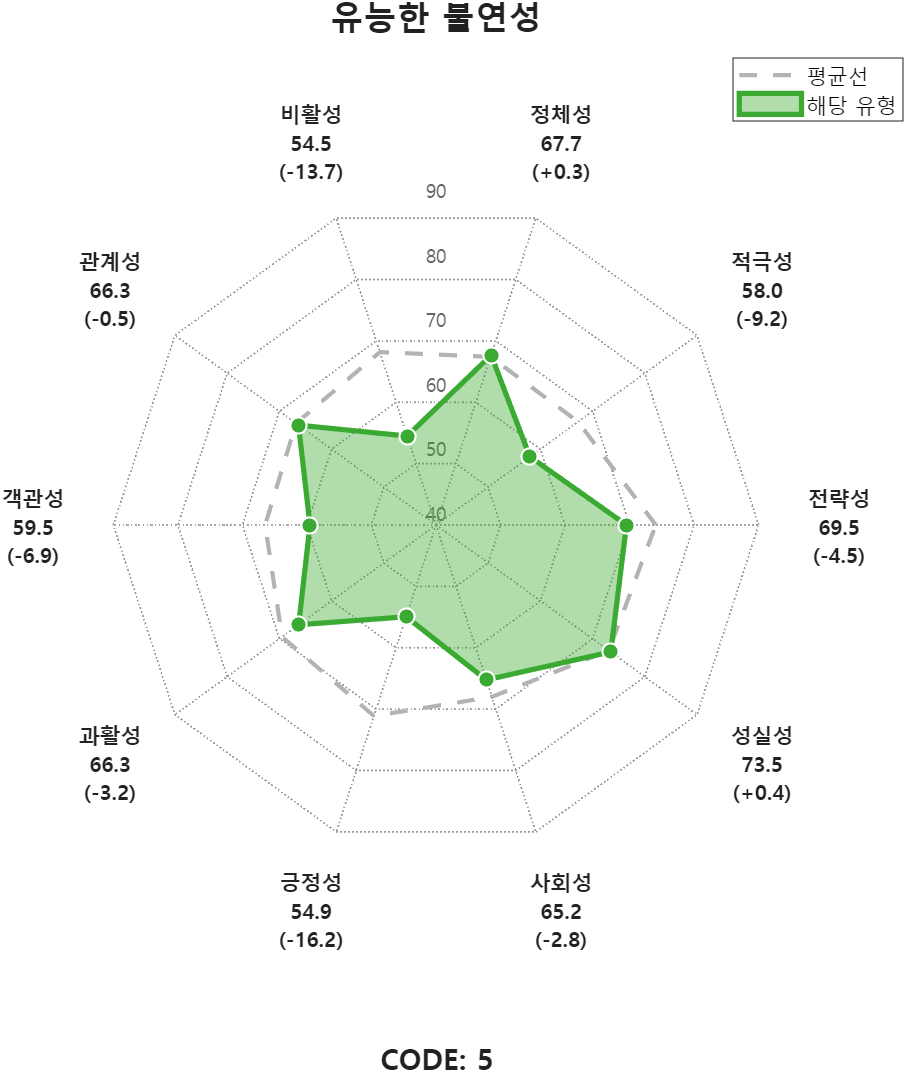 유능한 불연성
평균선
해당 유형
비활성
54.5
(-13.7)
정체성
67.7
(+0.3)
90
80
70
60
50
40
관계성
66.3
(-0.5)
적극성
58.0
(-9.2)
객관성
59.5
(-6.9)
전략성
69.5
(-4.5)
과활성
66.3
(-3.2)
성실성
73.5
(+0.4)
긍정성
54.9
(-16.2)
사회성
65.2
(-2.8)
CODE: 5